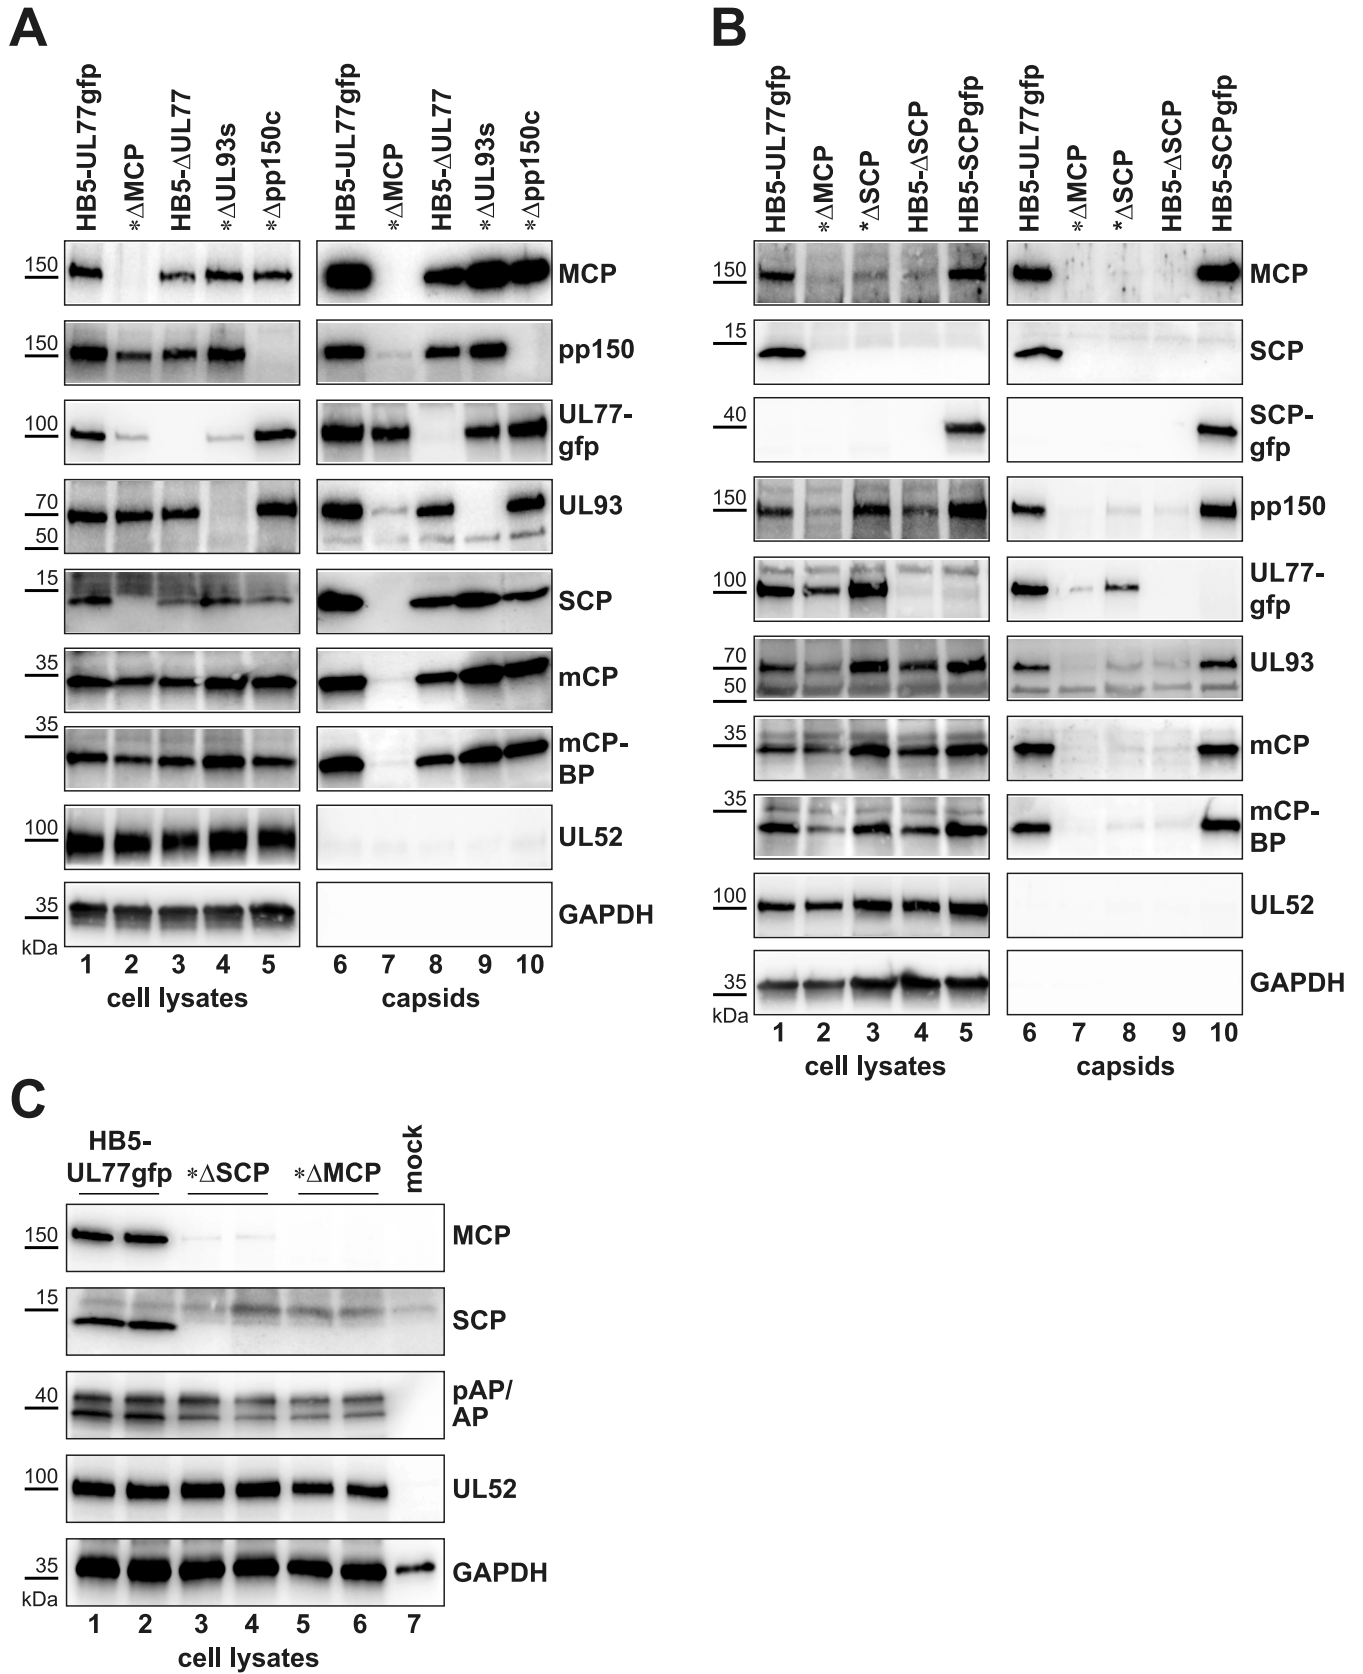 A
HB5-UL77gfp
*ΔMCP
HB5-ΔUL77
*ΔUL93s
*Δpp150c
HB5-UL77gfp
*ΔMCP
HB5-ΔUL77
*ΔUL93s
*Δpp150c
150
MCP
150
pp150
100
UL77-
gfp
70
50
UL93
15
SCP
35
mCP
35
mCP-
BP
100
UL52
35
GAPDH
kDa
1 2 3 4 5 6 7 8 9 10
cell lysates capsids
B
HB5-UL77gfp
*ΔMCP
*ΔSCP
HB5-ΔSCP
HB5-SCPgfp
HB5-UL77gfp
*ΔMCP
*ΔSCP
HB5-ΔSCP
HB5-SCPgfp
150
MCP
15
SCP
40
SCP-
gfp
150
pp150
100
UL77-
gfp
70
50
UL93
35
mCP
35
mCP-
BP
100
UL52
35
GAPDH
kDa
1 2 3 4 5 6 7 8 9 10
cell lysates capsids
C
HB5-
UL77gfp
*ΔSCP
*ΔMCP
mock
150
MCP
15
SCP
40
pAP/
AP
100
UL52
35
GAPDH
kDa
1 2 3 4 5 6 7
cell lysates